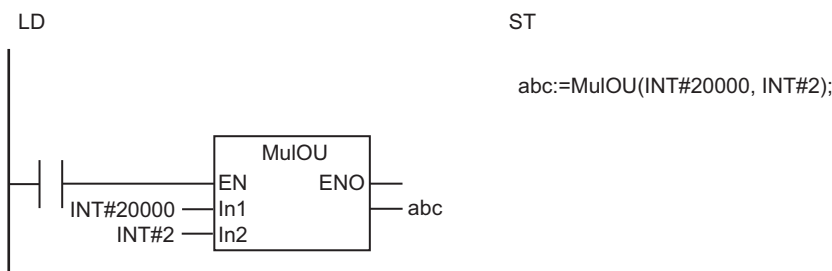 LD
ST
abc:=MulOU(INT#20000, INT#2);
MulOU
EN ENO
INT#20000 In1 abc
INT#2 In2